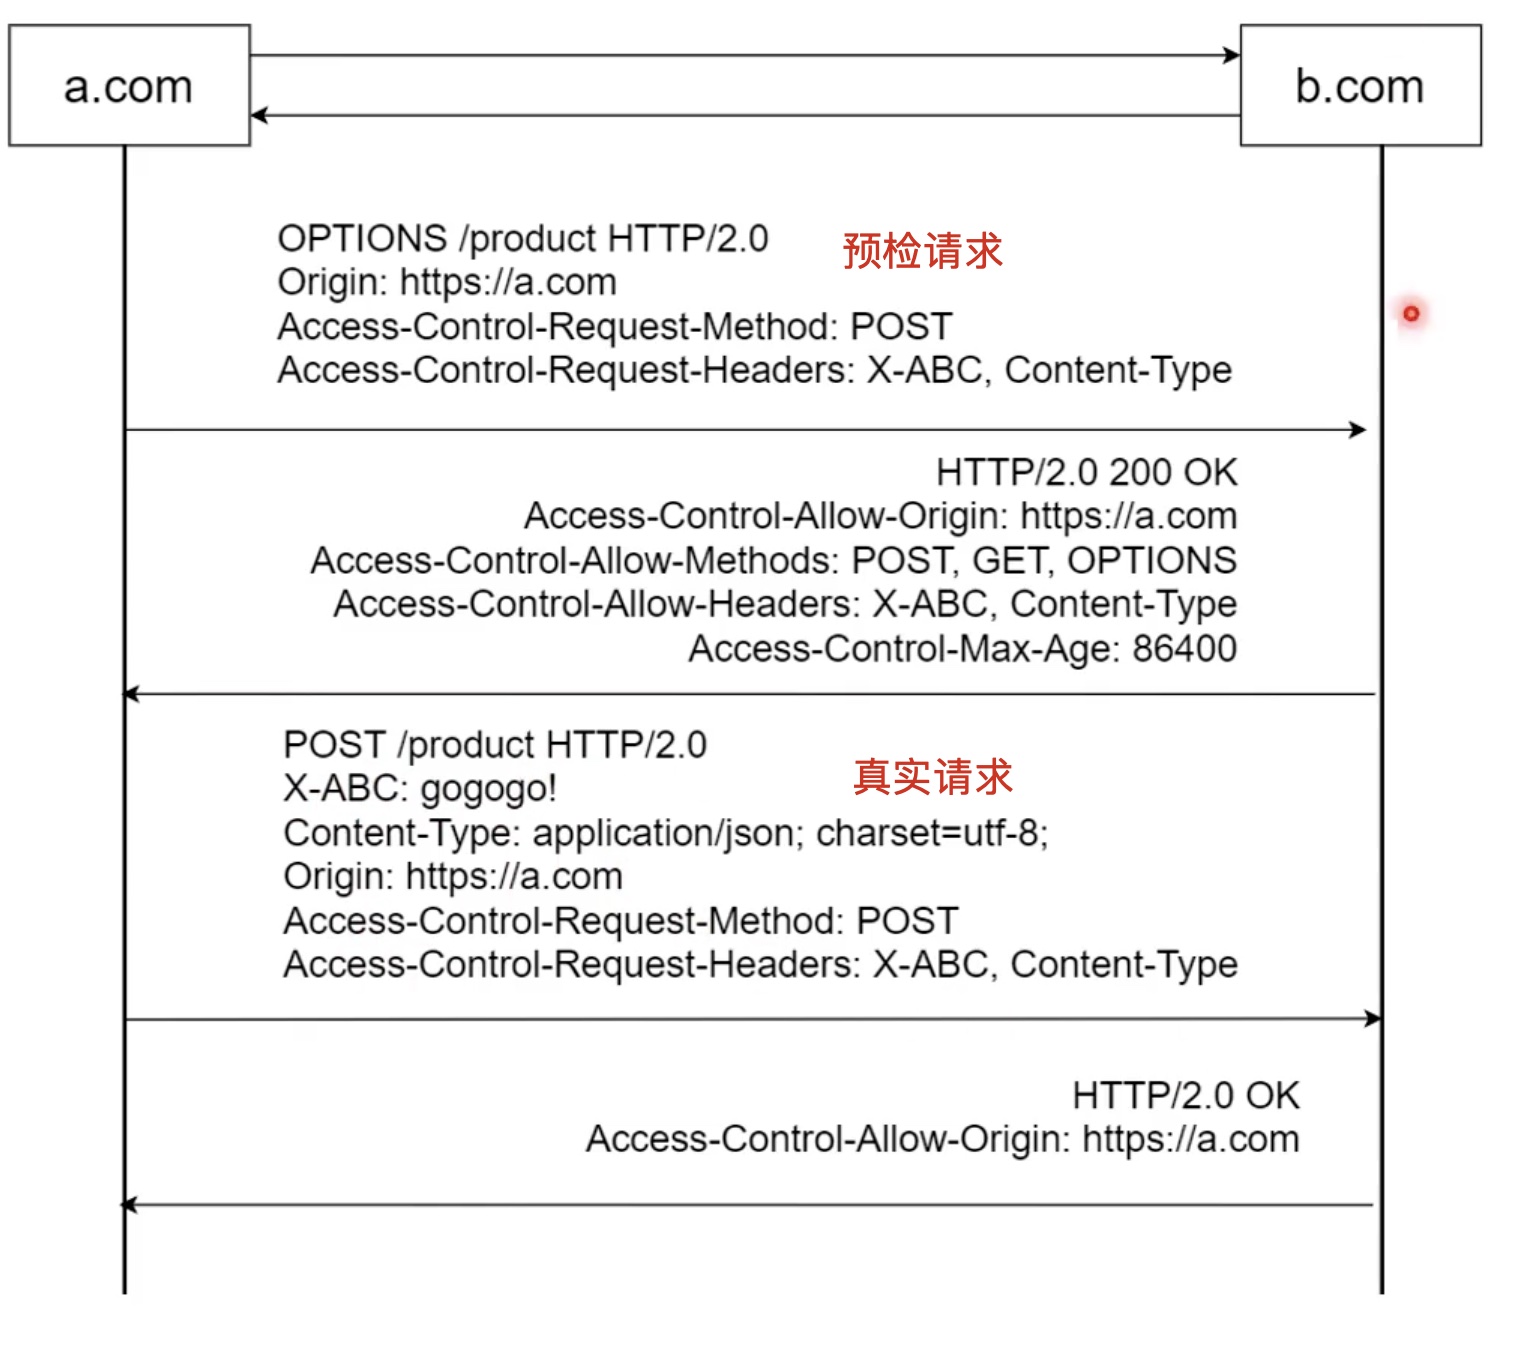 a.com
b.com
OPTIONS /product HTTP/2.0
预检请求
Origin: https://a.com
Access-Control-Request-Method: POST
Access-Control-Request-Headers: X-ABC, Content-Type
HTTP/2.0 200 OK
Access-Control-Allow-Origin: https://a.com
Access-Control-Allow-Methods: POST, GET, OPTIONS
Access-Control-Allow-Headers: X-ABC, Content-Type
Access-Control-Max-Age: 86400
POST /product HTTP/2.0
真实请求
X-ABC: gogogo!
Content-Type: application/json; charset=utf-8;
Origin: https://a.com
Access-Control-Request-Method: POST
Access-Control-Request-Headers: X-ABC, Content-Type
HTTP/2.0 OK
Access-Control-Allow-Origin: https://a.com